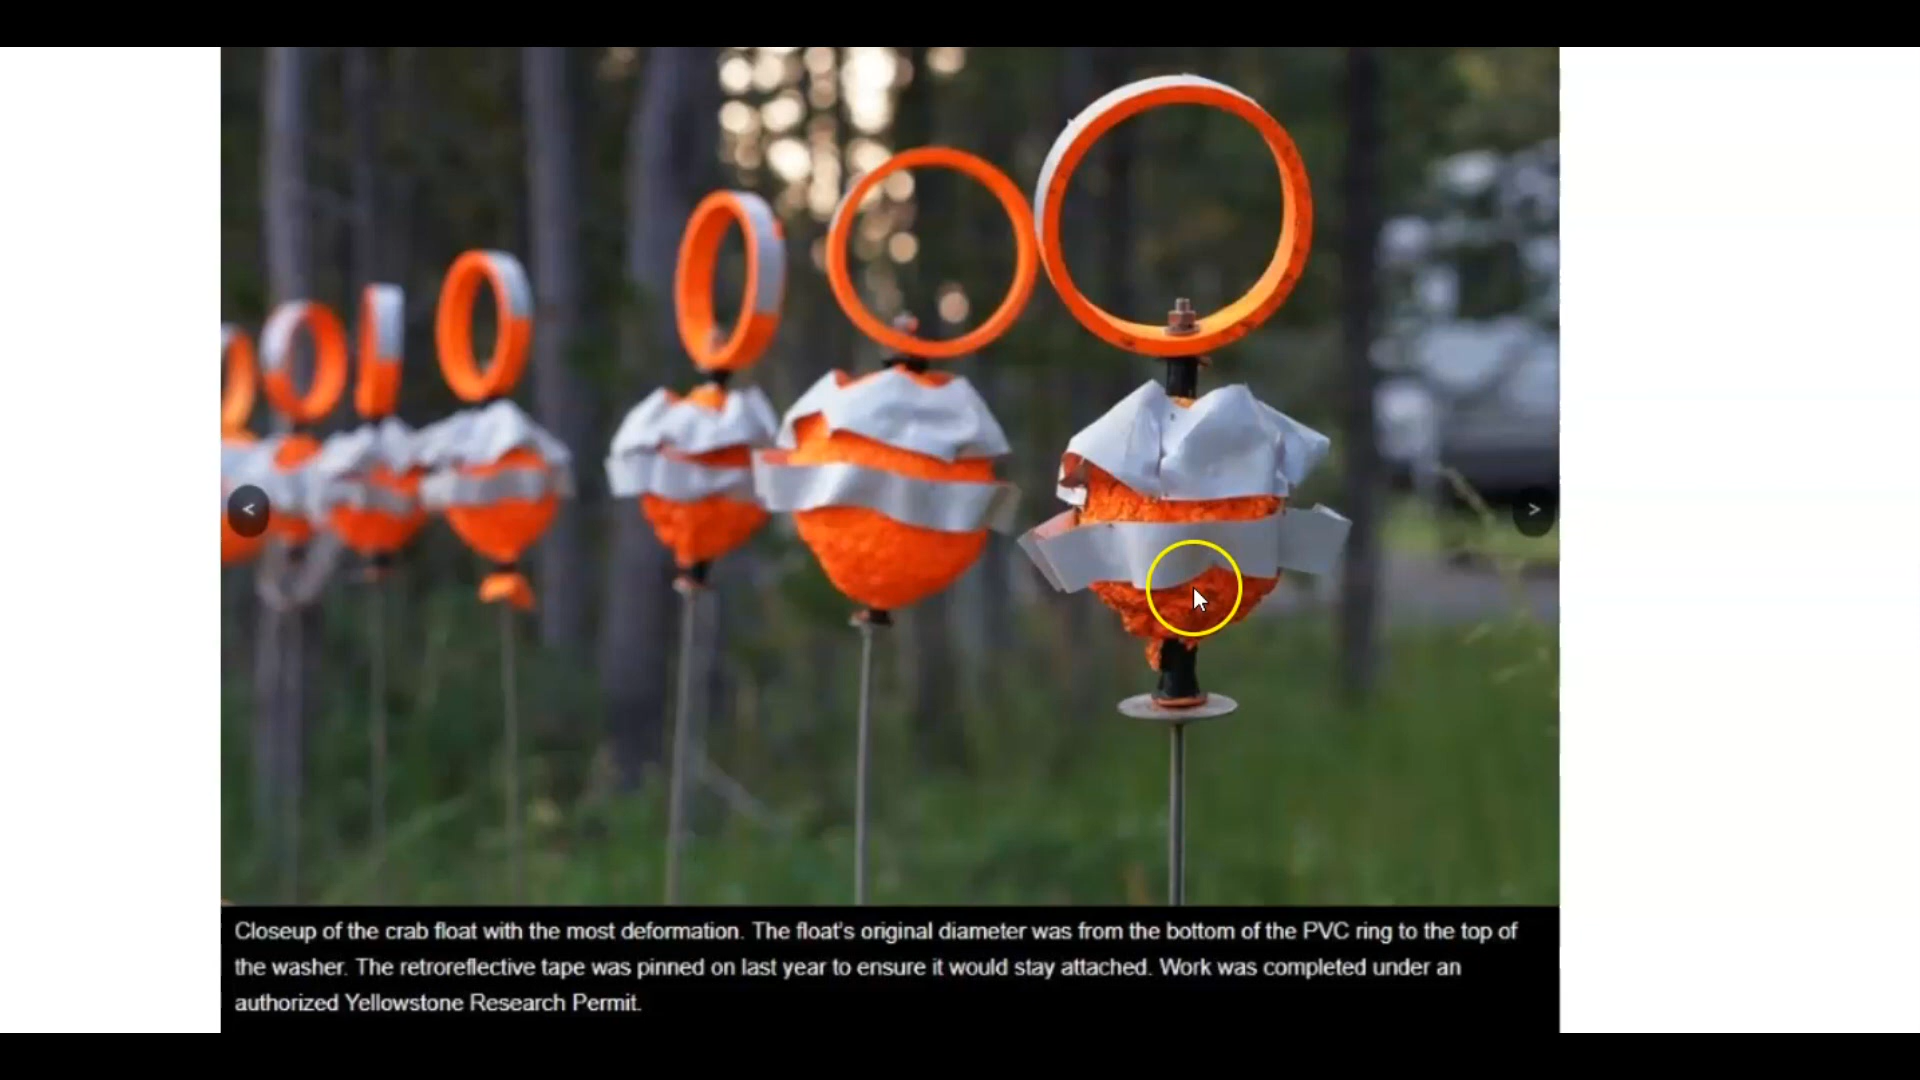 <
>
Closeup of the crab float with the most deformation. The float's original diameter was from the bottom of the PVC ring to the top of
the washer. The retroreflective tape was pinned on last year to ensure it would stay attached. Work was completed under an
authorized Yellowstone Research Permit.